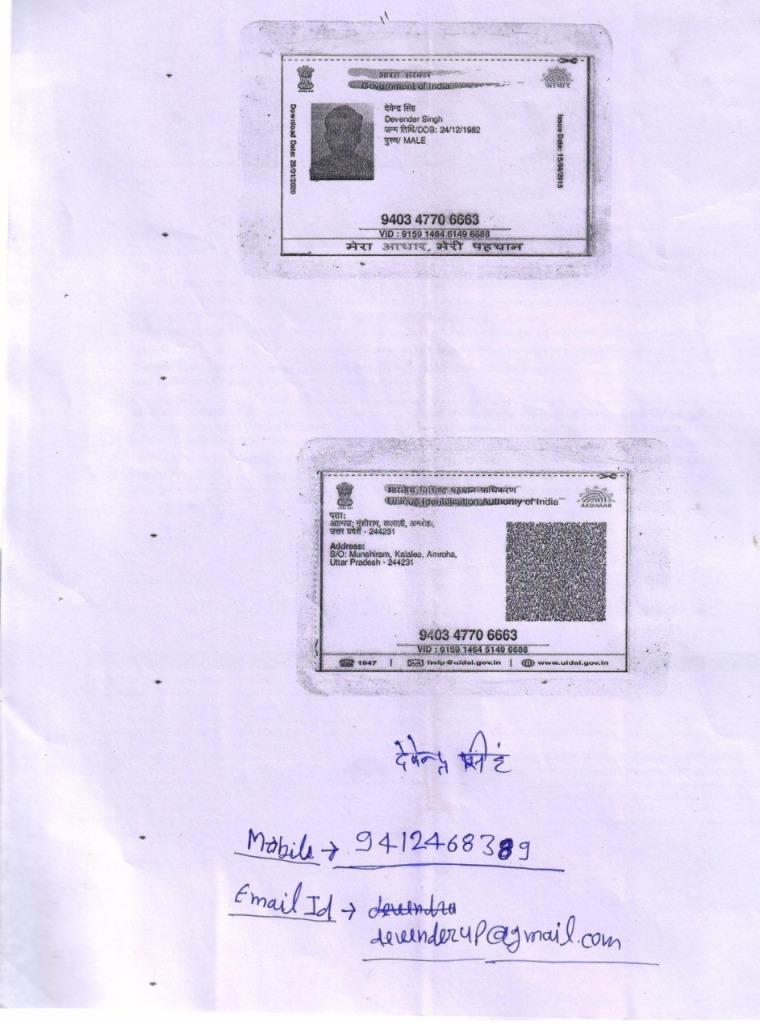 भारत सरकार
Government of India
आधार
Download Date: 29/01/2020
देवेन्द्र सिंह
Devender Singh
जन्म तिथि/DOB: 24/12/1982
पुरुष/ MALE
Issue Date: 15/04/2015
9403 4770 6663
VID : 9159 1464 5149 6688
मेरा आधार, मेरी पहचान
भारतीय विशिष्ट पहचान प्राधिकरण
Unique Identification Authority of India
AADHAAR
पता:
आत्मज: मुंशीराम, कलाली, अमरोहा,
उत्तर प्रदेश - 244231
Address:
S/O: Munshiram, Kalalee, Amroha,
Uttar Pradesh - 244231
9403 4770 6663
VID : 9159 1464 5149 6688
1947 | help@uidai.gov.in | www.uidai.gov.in
देवेन्द्र सिंह
Mobile → 9412468389
Email Id → devendra
devenderup@gmail.com